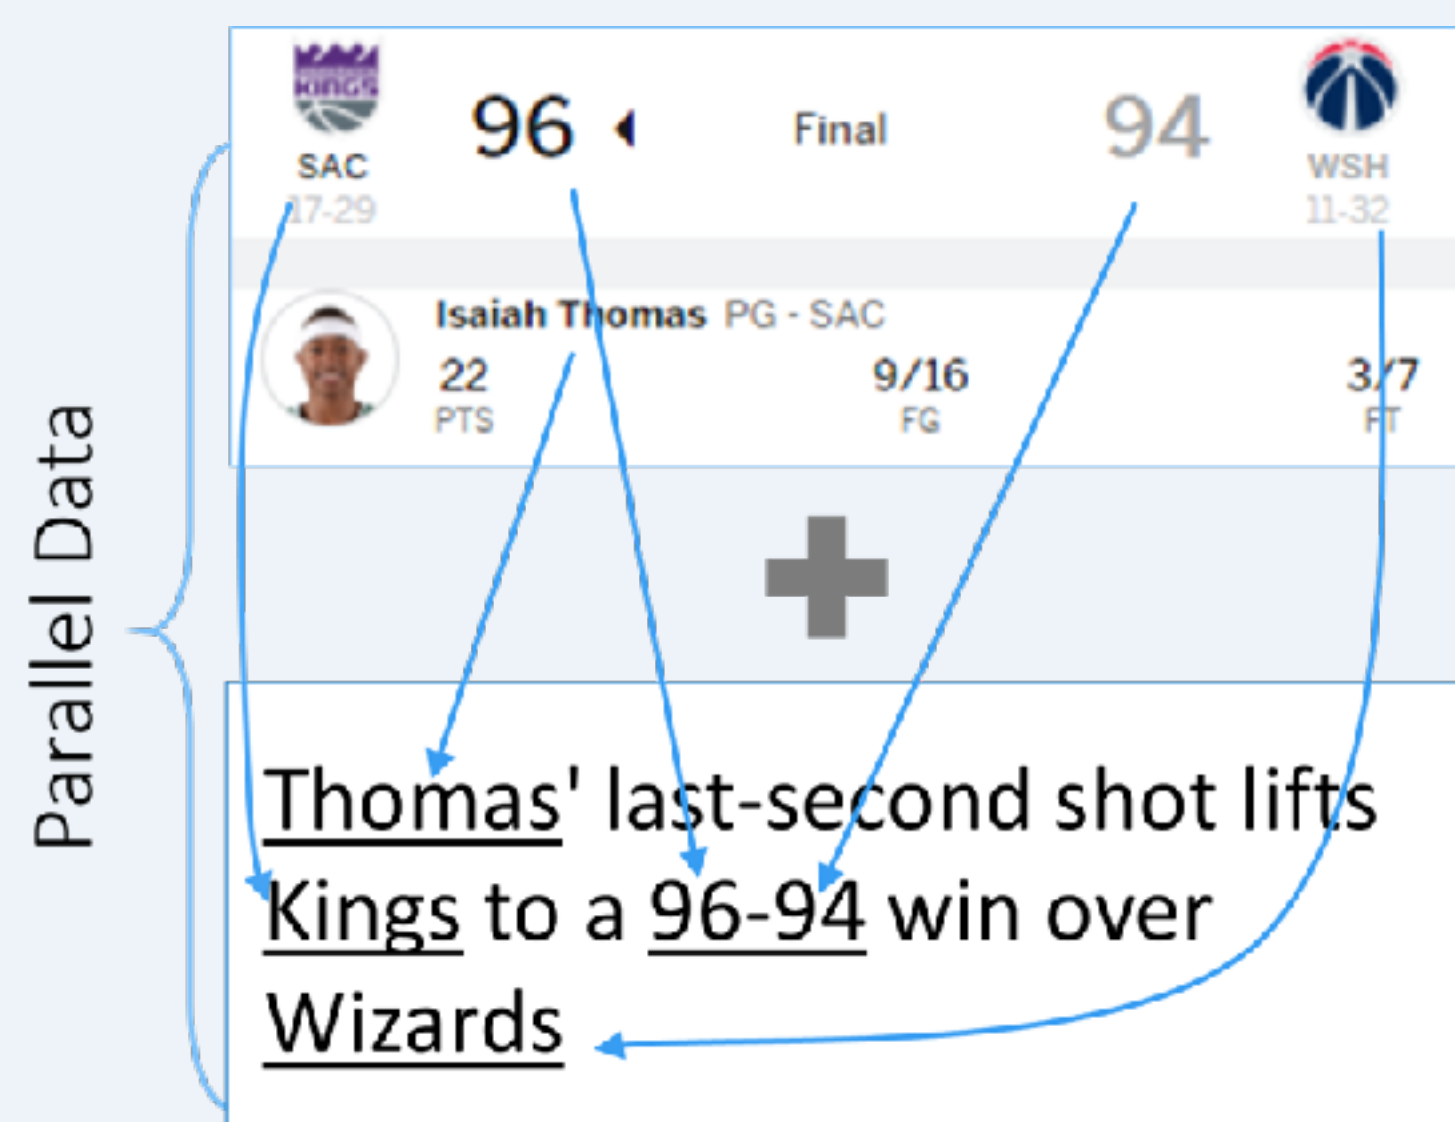 Parallel Data
KINGS
SAC
17-29
96
Final
94
WSH
11-32
Isaiah Thomas PG - SAC
22
PTS
9/16
FG
3/7
FT
Thomas' last-second shot lifts
Kings to a 96-94 win over
Wizards